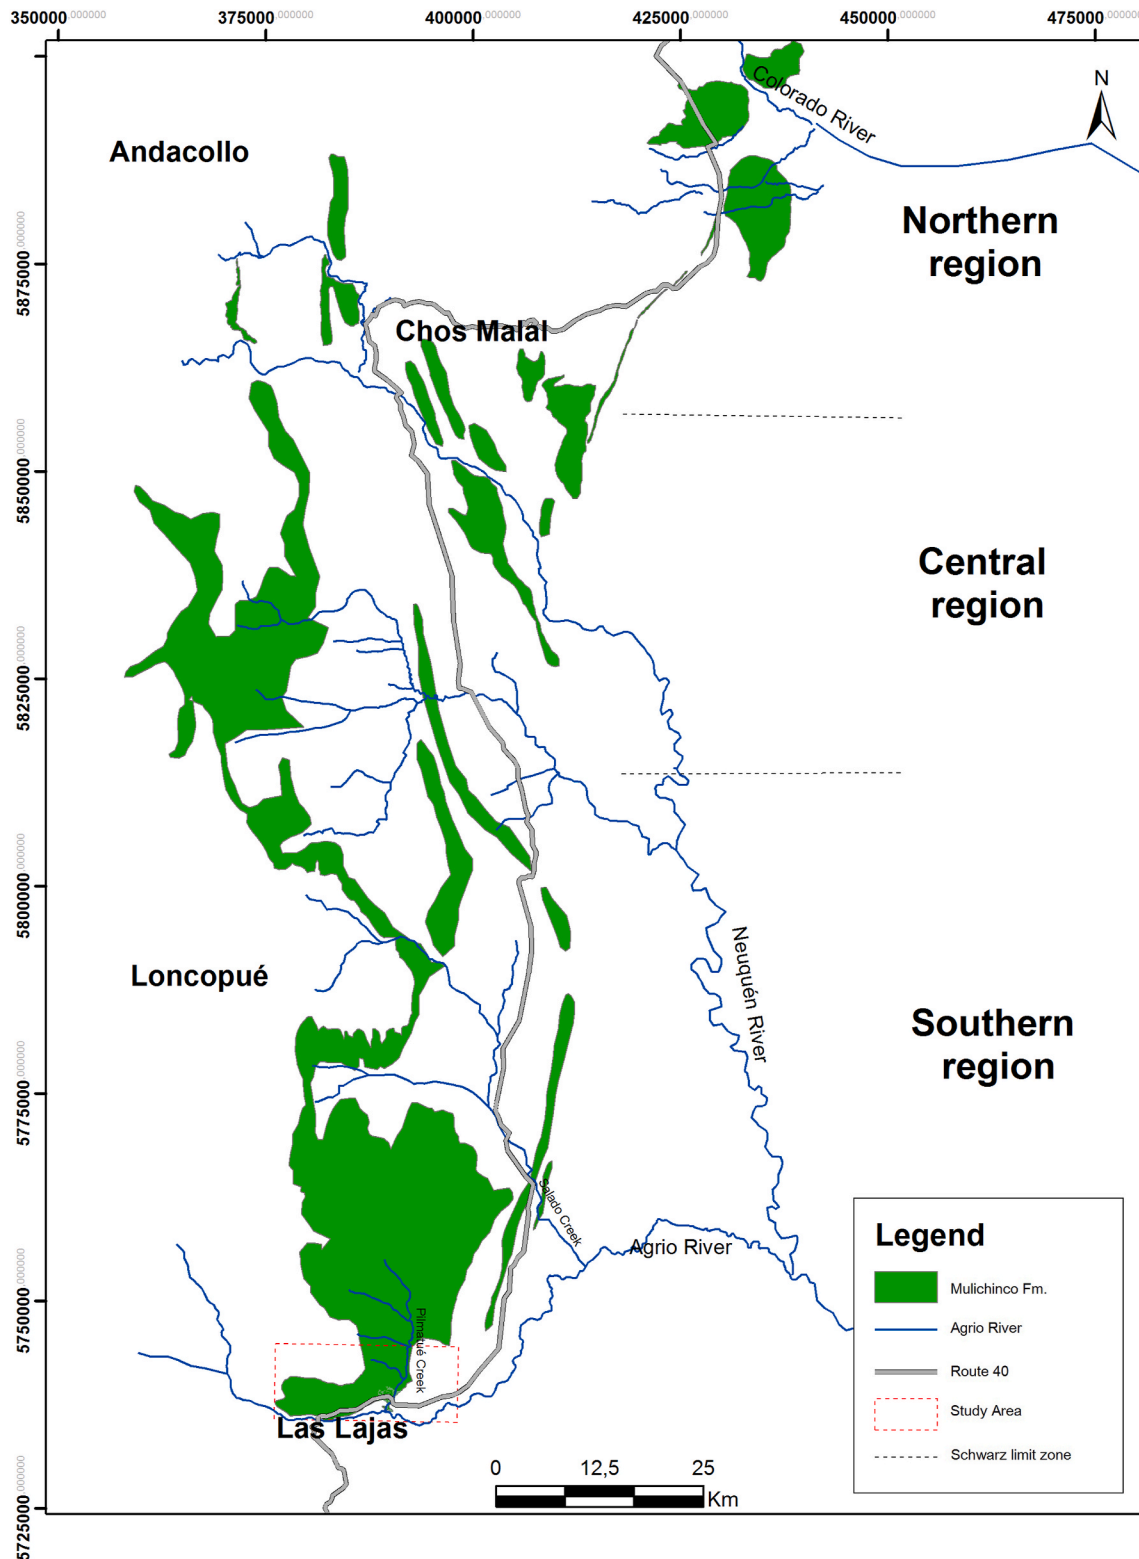 350000.000000 375000.000000 400000.000000 425000.000000 450000.000000 475000.000000
N
Colorado River
Andacollo
Northern
region
5875000.000000
Chos Malal
5850000.000000
Central
region
5825000.000000
5800000.000000
Neuquén River
Loncopué
Southern
region
5775000.000000
Salado Creek
Agrio River
5750000.000000
Pilmatué Creek
Las Lajas
5725000.000000
0 12,5 25
Km
Legend
Mulichinco Fm.
Agrio River
Route 40
Study Area
Schwarz limit zone